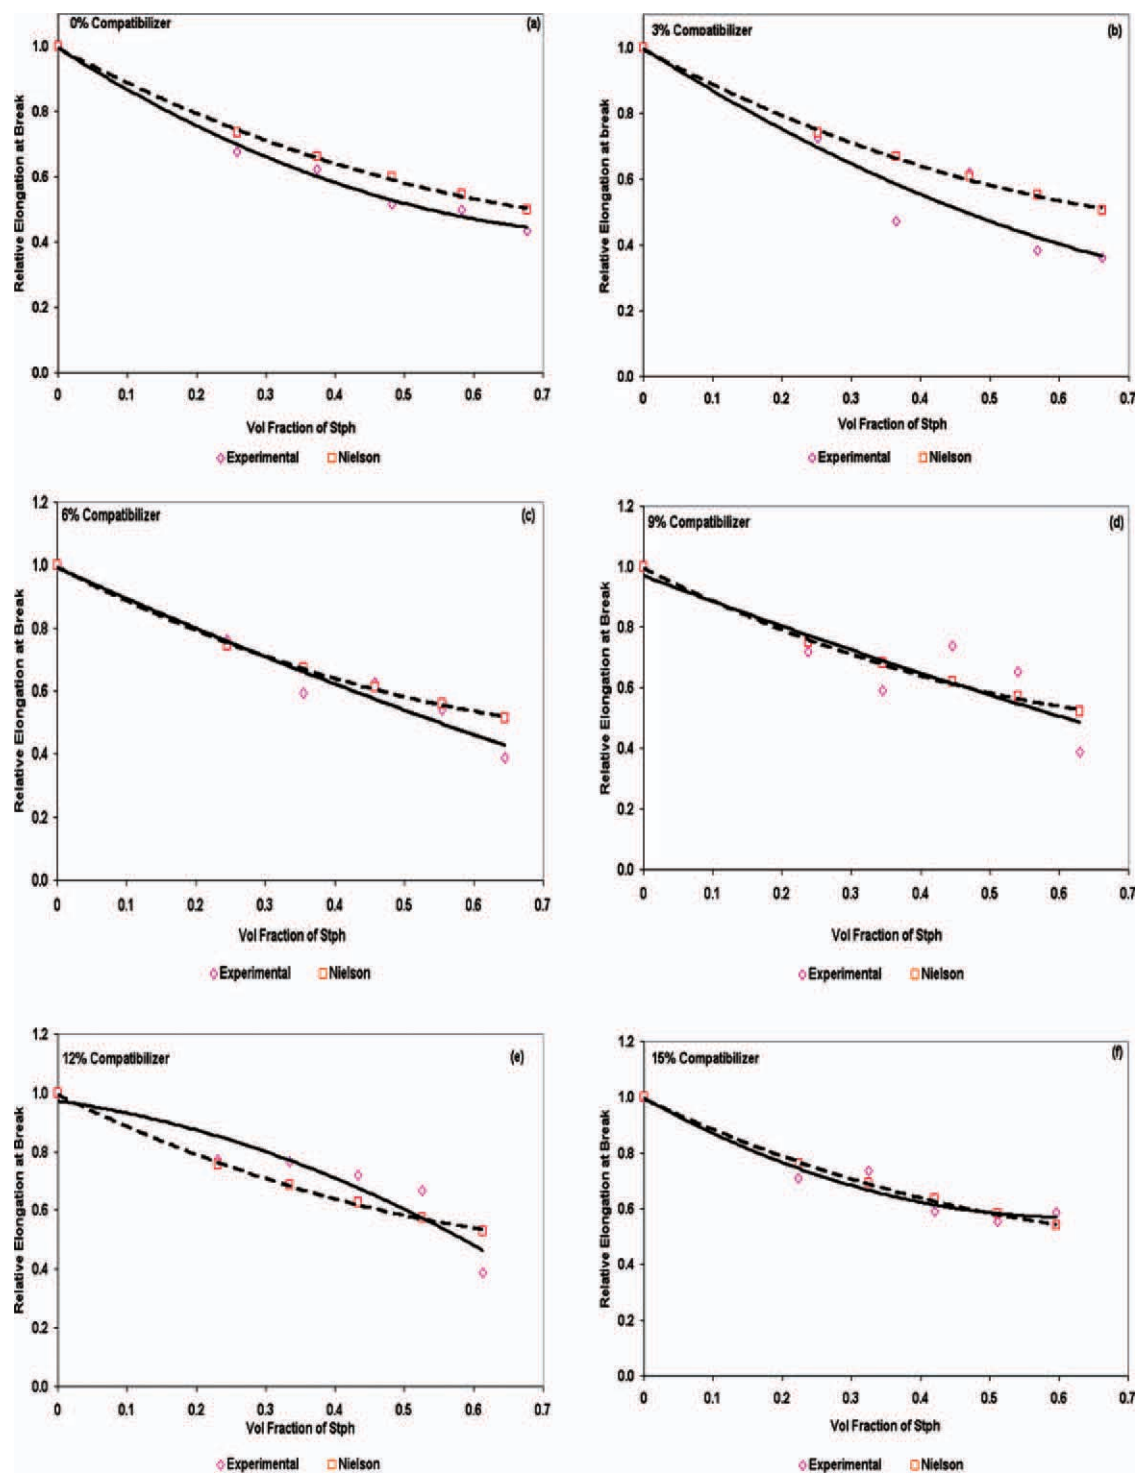 0% Compatibilizer (a)
Relative Elongation at Break
1.0
0.8
0.6
0.4
0.2
0.0
0 0.1 0.2 0.3 0.4 0.5 0.6 0.7
Vol Fraction of Stph
Experimental Nielson
3% Compatibilizer (b)
Relative Elongation at break
1.0
0.8
0.6
0.4
0.2
0.0
0 0.1 0.2 0.3 0.4 0.5 0.6 0.7
Vol Fraction of Stph
Experimental Nielson
6% Compatibilizer (c)
Relative Elongation at Break
1.2
1.0
0.8
0.6
0.4
0.2
0.0
0 0.1 0.2 0.3 0.4 0.5 0.6 0.7
Vol Fraction of Stph
Experimental Nielson
9% Compatibilizer (d)
Relative Elongation at Break
1.2
1.0
0.8
0.6
0.4
0.2
0.0
0 0.1 0.2 0.3 0.4 0.5 0.6 0.7
Vol Fraction of Stph
Experimental Nielson
12% Compatibilizer (e)
Relative Elongation at Break
1.2
1.0
0.8
0.6
0.4
0.2
0.0
0 0.1 0.2 0.3 0.4 0.5 0.6 0.7
Vol Fraction of Stph
Experimental Nielson
15% Compatibilizer (f)
Relative Elongation at Break
1.2
1.0
0.8
0.6
0.4
0.2
0.0
0 0.1 0.2 0.3 0.4 0.5 0.6 0.7
Vol Fraction of Stph
Experimental Nielson